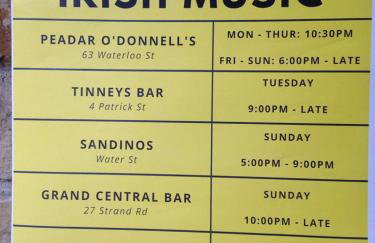 IRISH MUSIC
PEADAR O'DONNELL'S
63 Waterloo St
MON - THUR: 10:30PM
FRI - SUN: 6:00PM - LATE
TINNEYS BAR
4 Patrick St
TUESDAY
9:00PM - LATE
SANDINOS
Water St
SUNDAY
5:00PM - 9:00PM
GRAND CENTRAL BAR
27 Strand Rd
SUNDAY
10:00PM - LATE